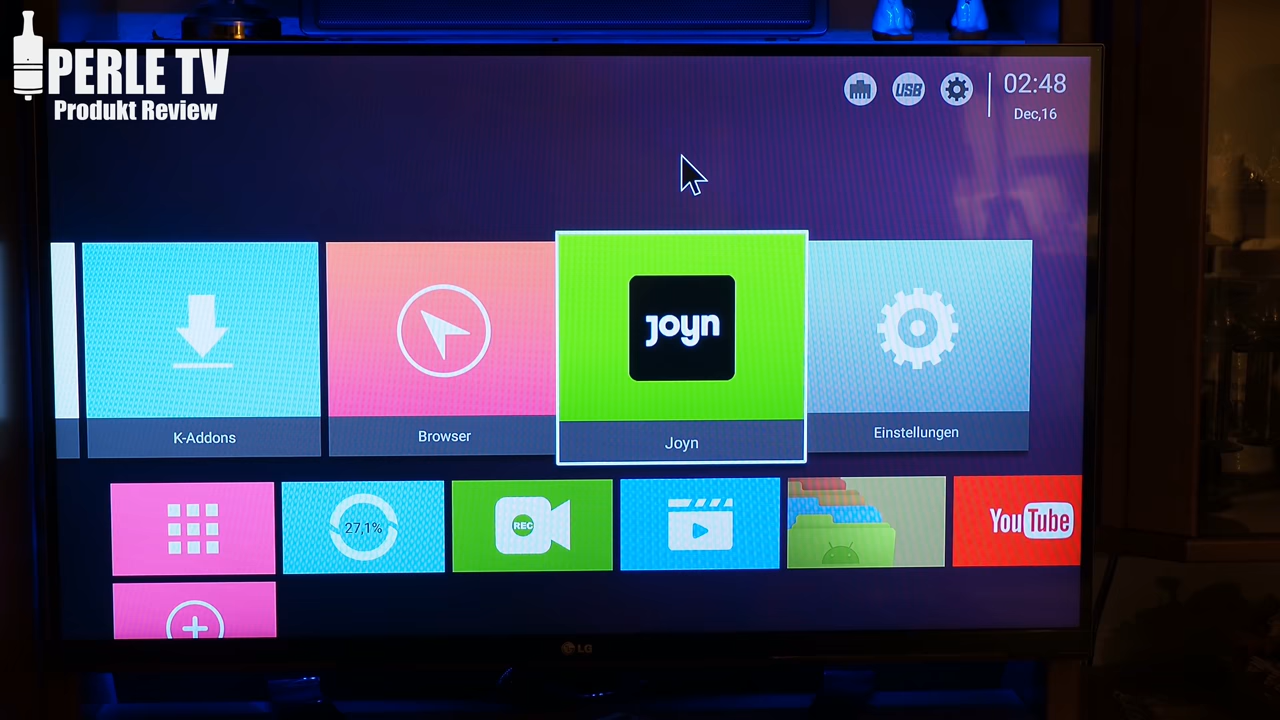 PERLE TV
Produkt Review
USB
02:48
Dec,16
joyn
K-Addons
Browser
Joyn
Einstellungen
27,1%
REC
YouTube
LG